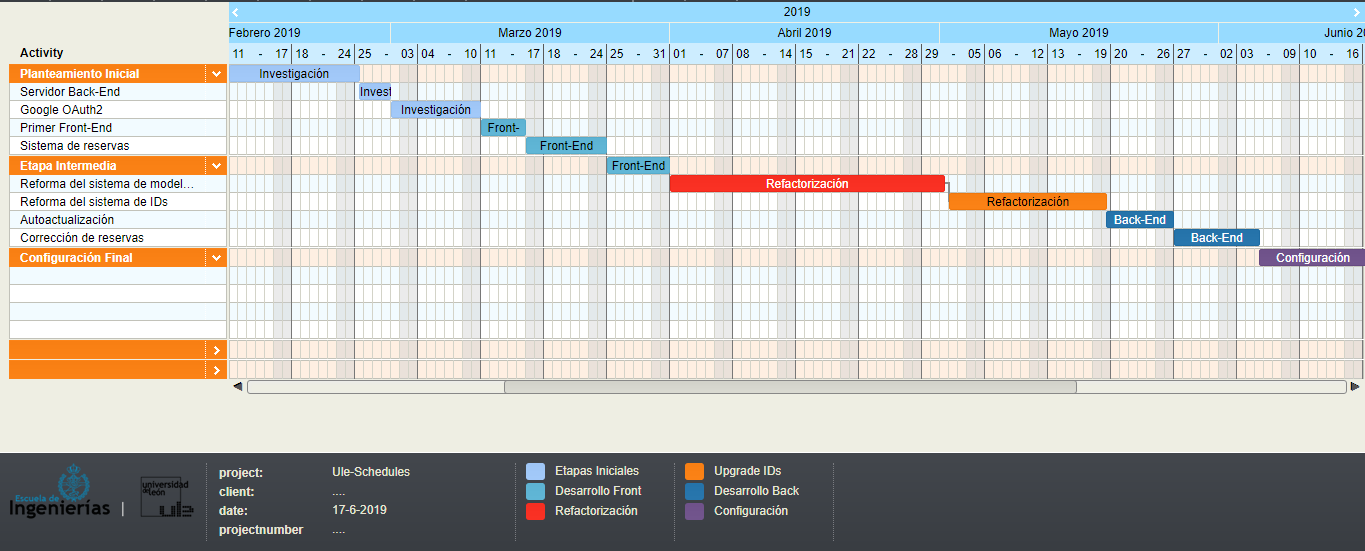 2019
Febrero 2019 Marzo 2019 Abril 2019 Mayo 2019 Junio 20
Activity 11 - 17 18 - 24 25 - 03 04 - 10 11 - 17 18 - 24 25 - 31 01 - 07 08 - 14 15 - 21 22 - 28 29 - 05 06 - 12 13 - 19 20 - 26 27 - 02 03 - 09 10 - 16
Planteamiento Inicial Investigación
Servidor Back-End Invest
Google OAuth2 Investigación
Primer Front-End Front-
Sistema de reservas Front-End
Etapa Intermedia Front-End
Reforma del sistema de model... Refactorización
Reforma del sistema de IDs Refactorización
Autoactualización Back-End
Corrección de reservas Back-End
Configuración Final Configuración
Escuela de
Ingenierías |
universidad
de león
ule
project: Ule-Schedules
client: ....
date: 17-6-2019
projectnumber ....
Etapas Iniciales
Desarrollo Front
Refactorización
Upgrade IDs
Desarrollo Back
Configuración